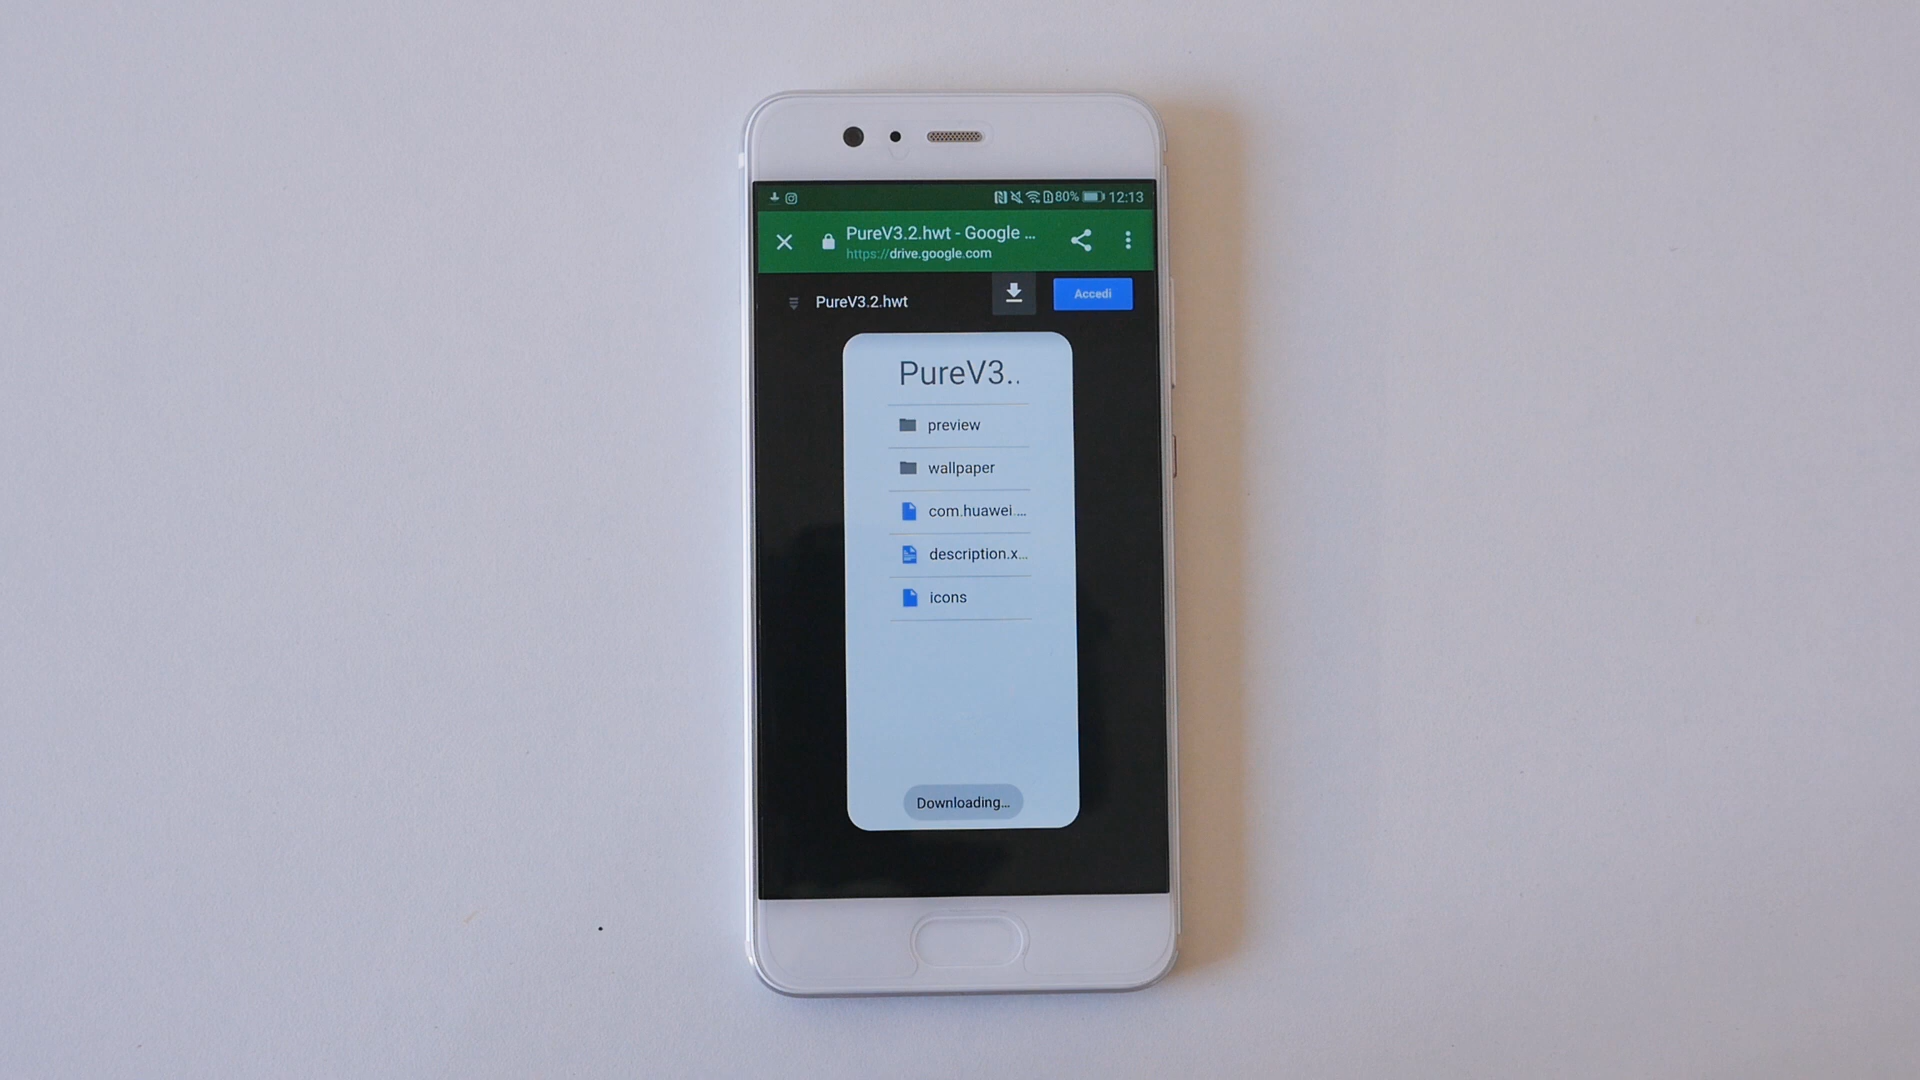 80% 12:13
PureV3.2.hwt - Google ...
https://drive.google.com
PureV3.2.hwt
Accedi
PureV3..
preview
wallpaper
com.huawei....
description.x...
icons
Downloading...